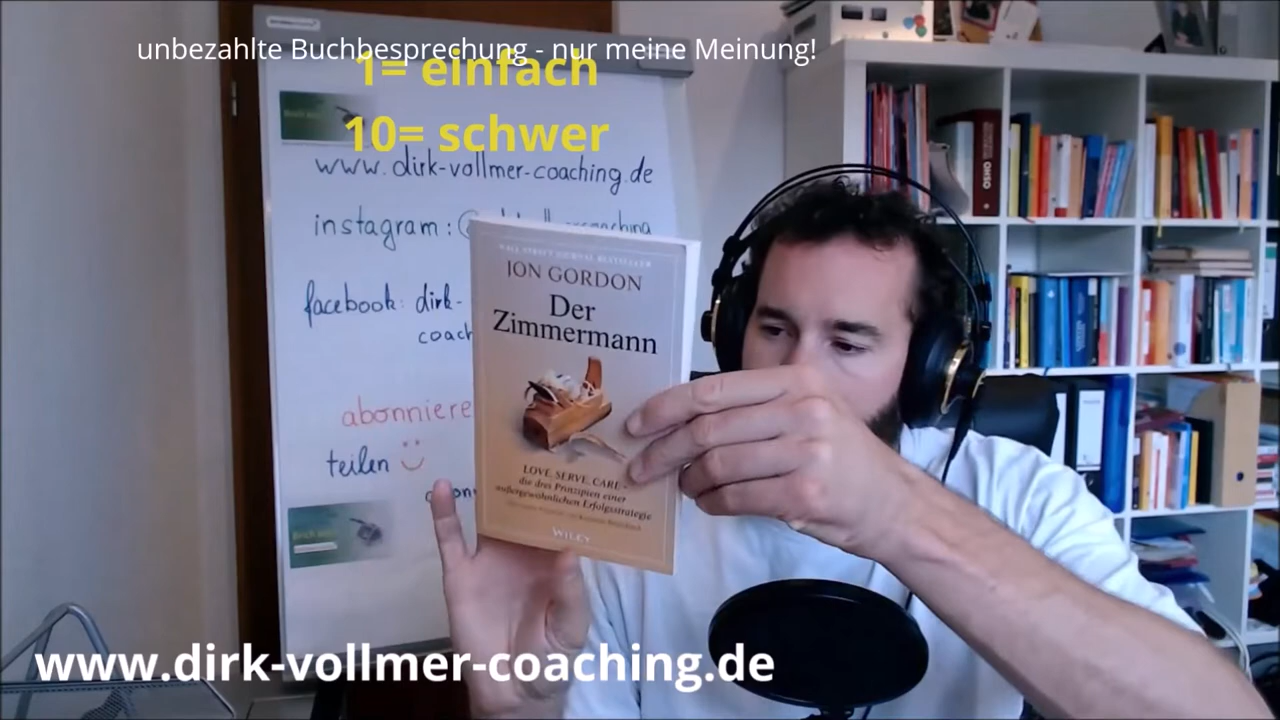 unbezahlte Buchbesprechung - nur meine Meinung!
1= einfach
10= schwer
www.dirk-vollmer-coaching.de
instagram: @
facebook: dirk-
coach
abonniere
teilen
WALL STREET JOURNAL BESTSELLER
JON GORDON
Der
Zimmermann
LOVE, SERVE, CARE –
die drei Prinzipien einer
außergewöhnlichen Erfolgsstrategie
WILEY
OSHO
www.dirk-vollmer-coaching.de